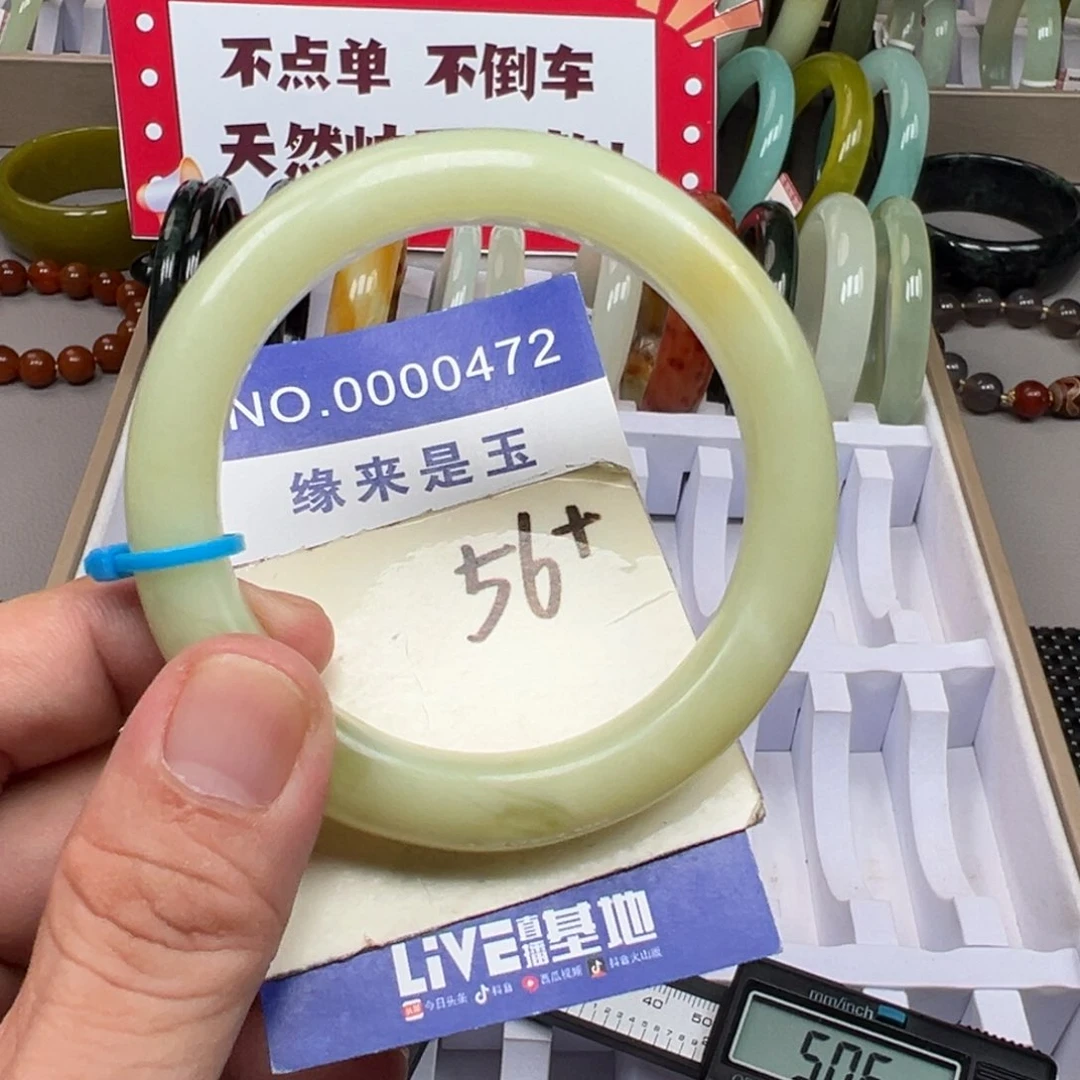 不点单 不倒车
天然
NO.0000472
缘来是玉
56+
LiVE直播基地
今日头条 抖音 西瓜视频 抖音火山版
mm/inch
40 50